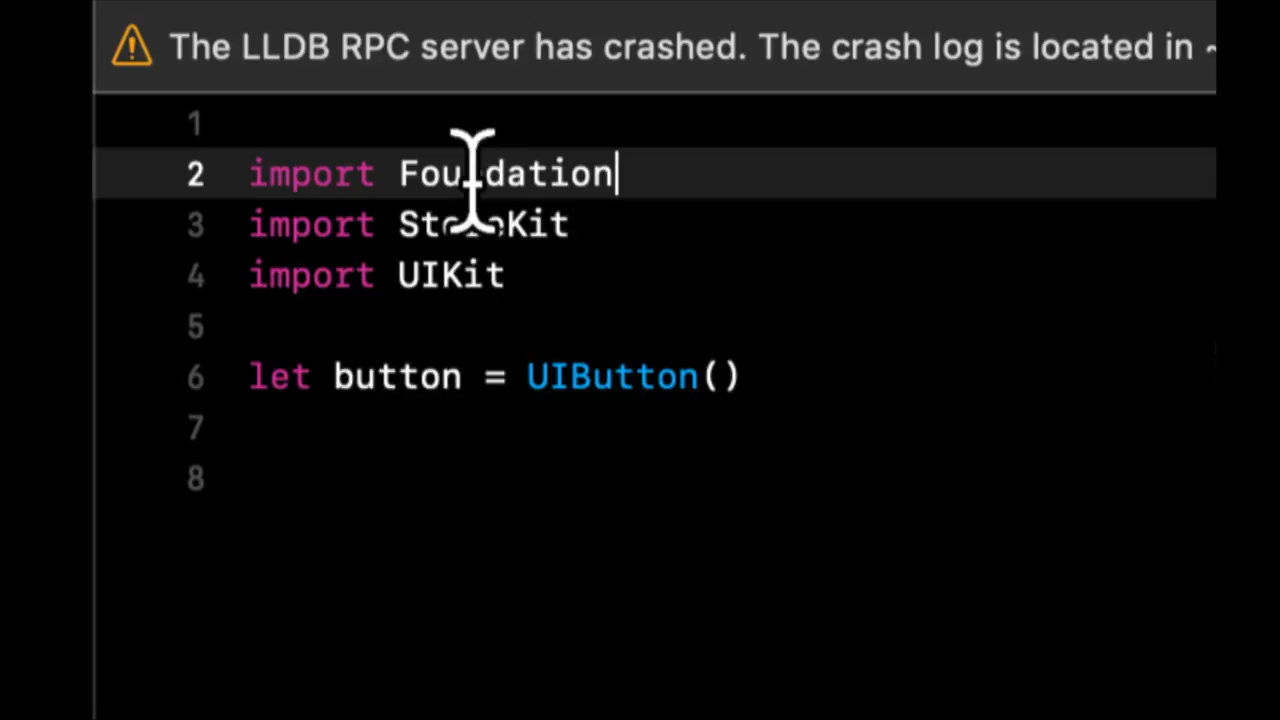 The LLDB RPC server has crashed. The crash log is located in ~
1
2 import Foundation
3 import StoreKit
4 import UIKit
5
6 let button = UIButton()
7
8